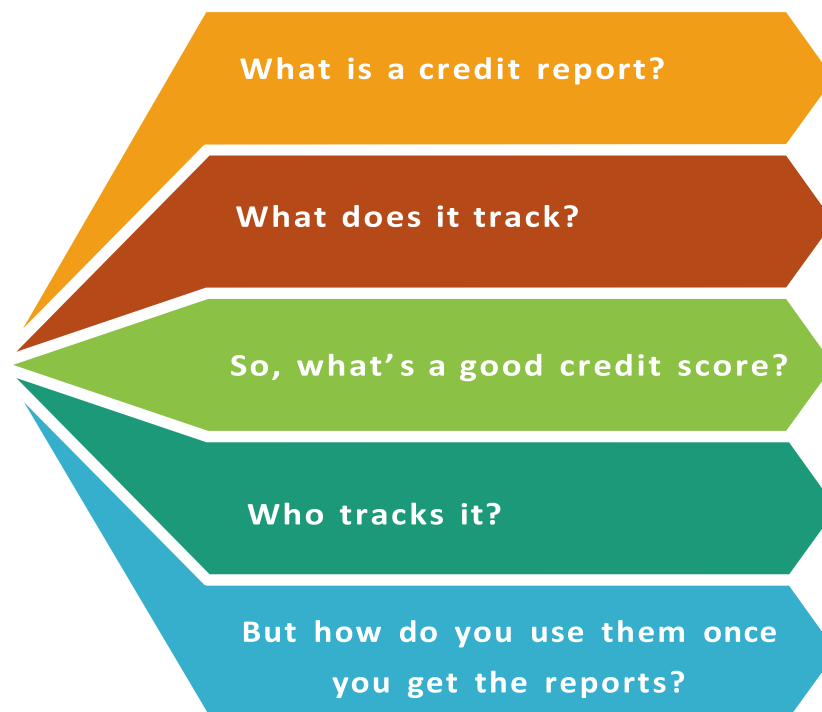 What is a credit report?
What does it track?
So, what’s a good credit score?
Who tracks it?
But how do you use them once
you get the reports?